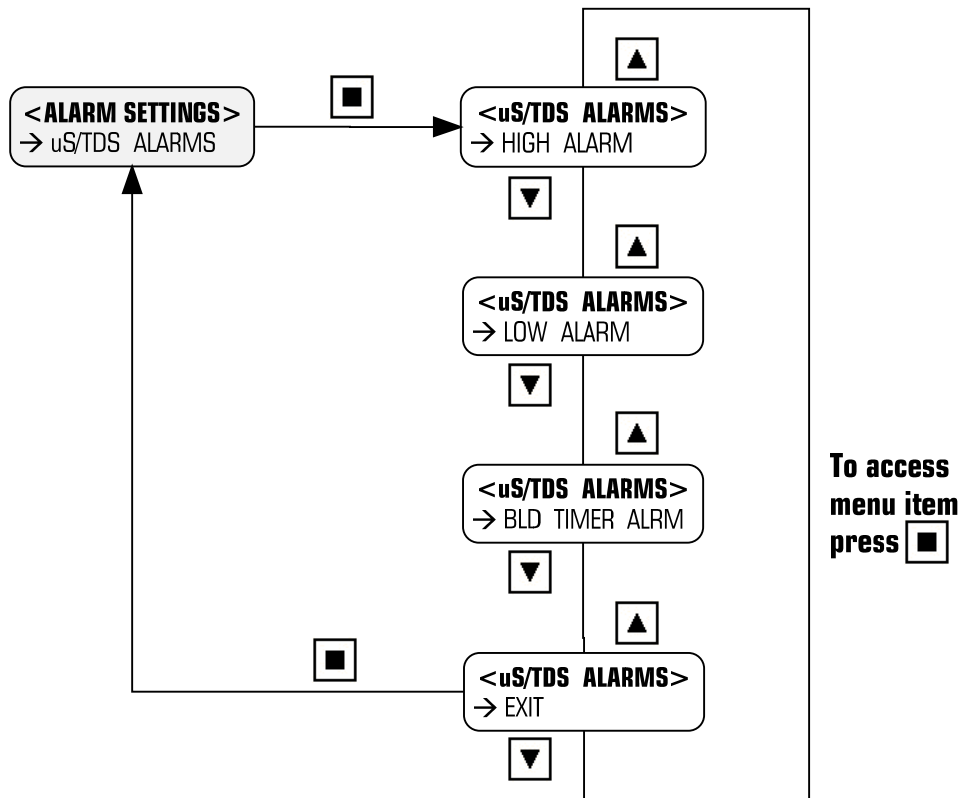 <ALARM SETTINGS>
→ uS/TDS ALARMS
<uS/TDS ALARMS>
→ HIGH ALARM
<uS/TDS ALARMS>
→ LOW ALARM
<uS/TDS ALARMS>
→ BLD TIMER ALRM
<uS/TDS ALARMS>
→ EXIT
To access
menu item
press